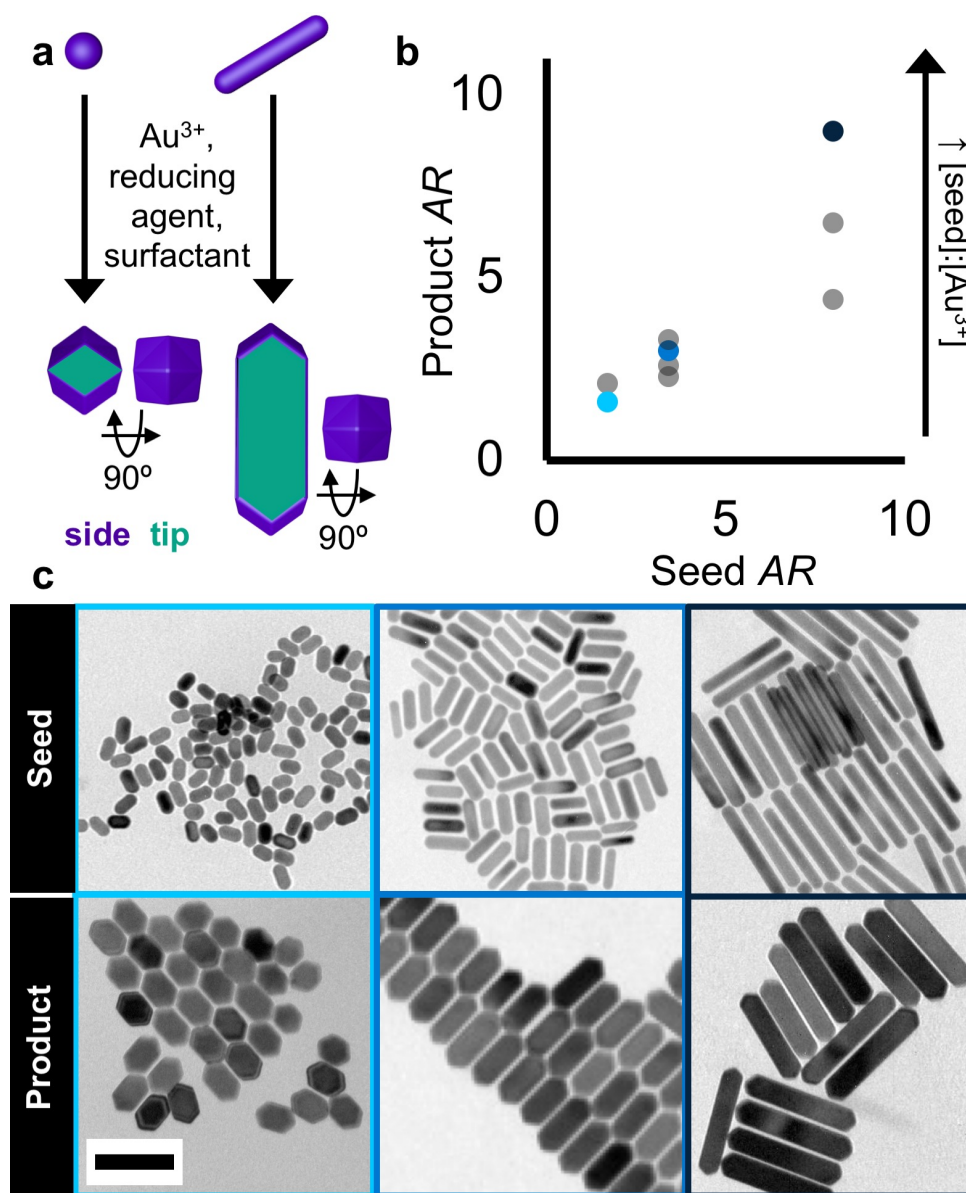 a
Au³⁺,
reducing
agent,
surfactant
90º
90º
side tip
b
10
5
0
0 5 10
Product AR
Seed AR
↑ [seed]:[Au³⁺]
c
Seed
Product